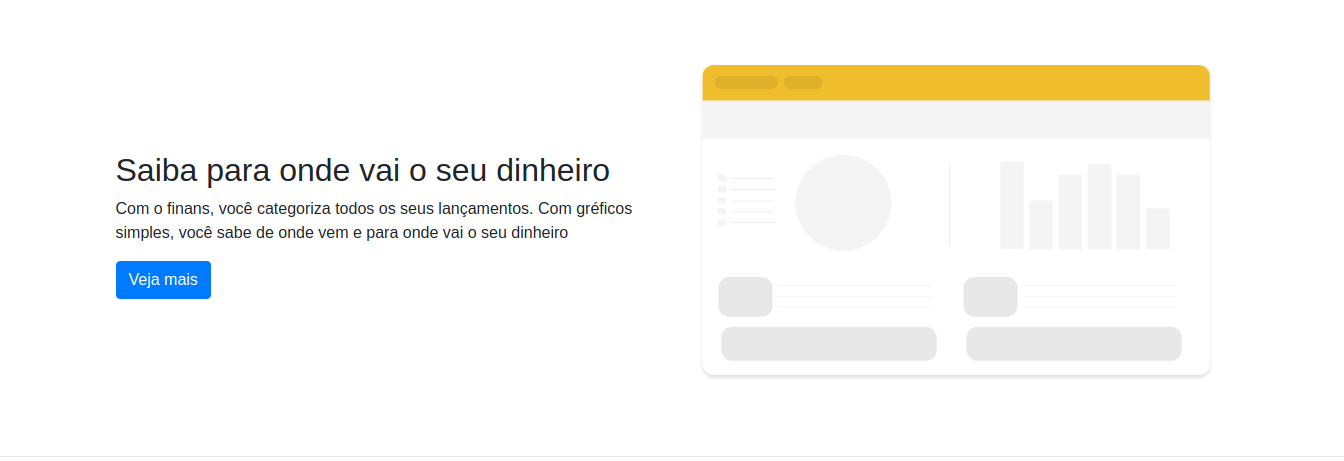 Saiba para onde vai o seu dinheiro
Com o finans, você categoriza todos os seus lançamentos. Com gréficos
simples, você sabe de onde vem e para onde vai o seu dinheiro
Veja mais